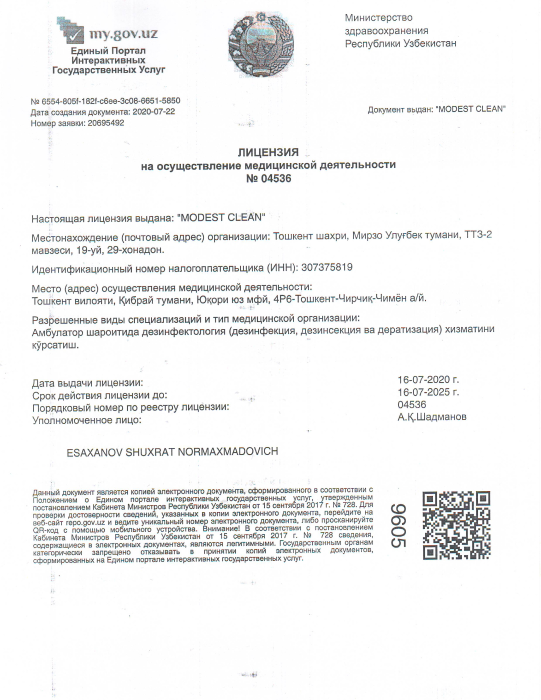 my.gov.uz
Единый Портал
Интерактивных
Государственных Услуг
Министерство
здравоохранения
Республики Узбекистан
№ 6554-805f-182f-c6ee-3c08-6651-5850
Дата создания документа: 2020-07-22
Номер заявки: 20695492
Документ выдан: "MODEST CLEAN"
ЛИЦЕНЗИЯ
на осуществление медицинской деятельности
№ 04536
Настоящая лицензия выдана: "MODEST CLEAN"
Местонахождение (почтовый адрес) организации: Тошкент шахри, Мирзо Улуғбек тумани, ТТЗ-2
мавзеси, 19-уй, 29-хонадон.
Идентификационный номер налогоплательщика (ИНН): 307375819
Место (адрес) осуществления медицинской деятельности:
Тошкент вилояти, Қибрай тумани, Юқори юз мфй, 4Р6-Тошкент-Чирчиқ-Чимён а/й.
Разрешенные виды специализаций и тип медицинской организации:
Амбулатор шароитида дезинфектология (дезинфекция, дезинсекция ва дератизация) хизматини
кўрсатиш.
Дата выдачи лицензии:
16-07-2020 г.
Срок действия лицензии до:
16-07-2025 г.
Порядковый номер по реестру лицензии:
04536
Уполномоченное лицо:
А.Қ.Шадманов
ESAXANOV SHUXRAT NORMAXMADOVICH
Данный документ является копией электронного документа, сформированного в соответствии с
Положением о Едином портале интерактивных государственных услуг, утвержденным
постановлением Кабинета Министров Республики Узбекистан от 15 сентября 2017 г. № 728. Для
проверки достоверности сведений, указанных в копии электронного документа, перейдите на
веб-сайт repo.gov.uz и ведите уникальный номер электронного документа, либо просканируйте
QR-код с помощью мобильного устройства. Внимание! В соответствии с постановлением
Кабинета Министров Республики Узбекистан от 15 сентября 2017 г. № 728 сведения,
содержащиеся в электронных документах, являются легитимными. Государственным органам
категорически запрещено отказывать в принятии копий электронных документов,
сформированных на Едином портале интерактивных государственных услуг.
9605